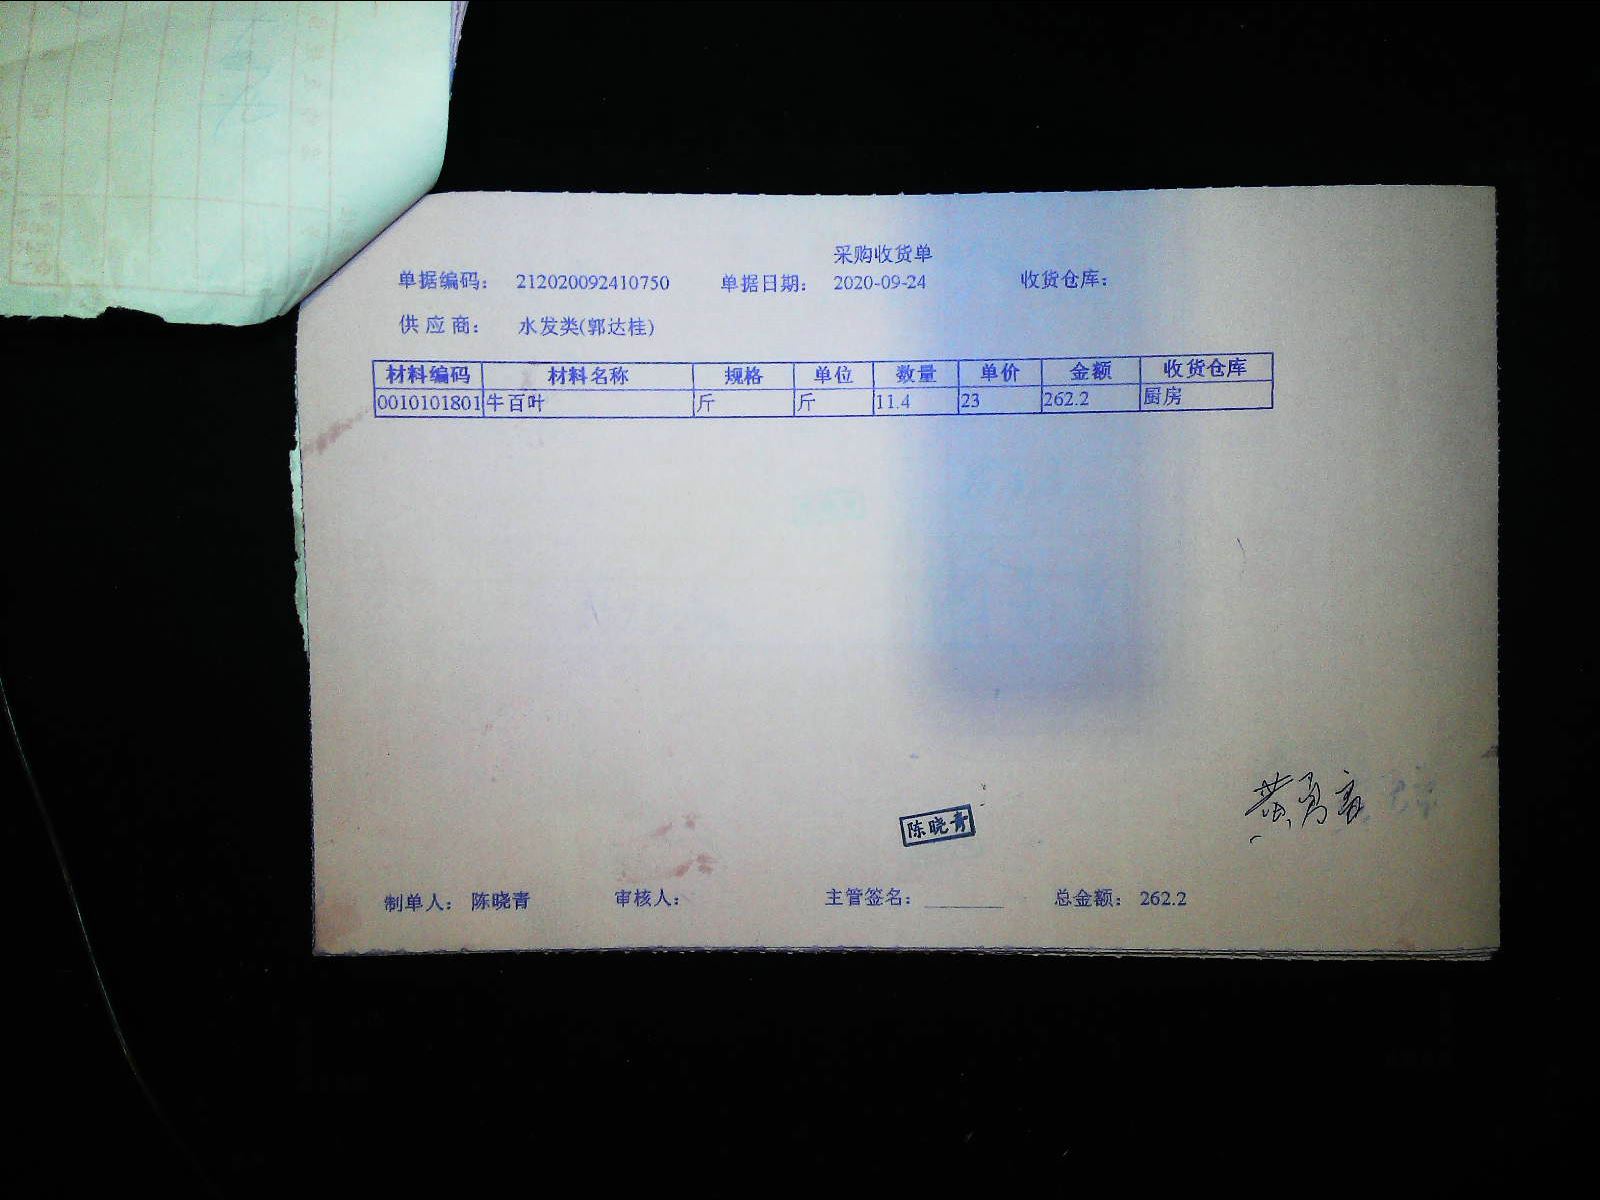 采购收货单
单据编码： 212020092410750 单据日期： 2020-09-24 收货仓库：
供应商： 水发类(郭达桂)
材料编码 材料名称 规格 单位 数量 单价 金额 收货仓库
0010101801 牛百叶 斤 斤 11.4 23 262.2 厨房
陈晓青
制单人： 陈晓青 审核人： 主管签名： ________ 总金额： 262.2